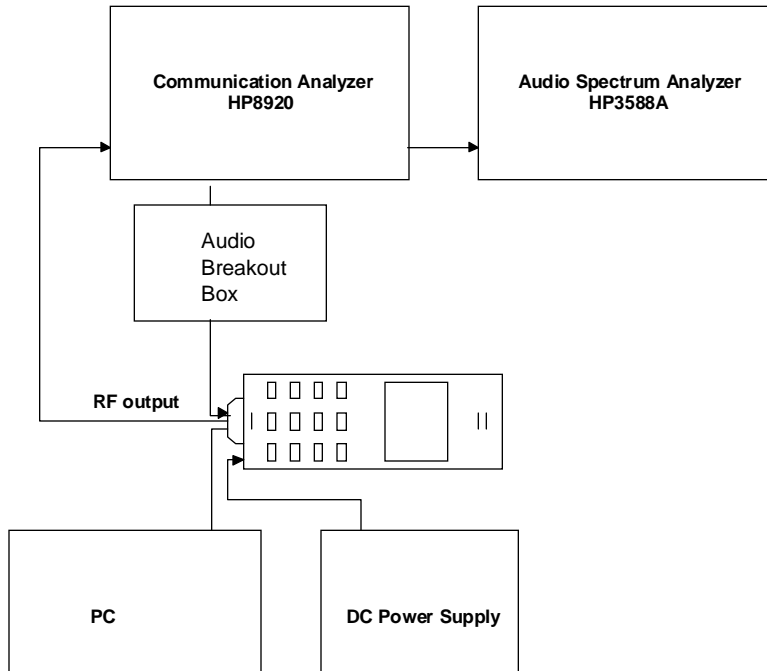 Communication Analyzer
HP8920
Audio Spectrum Analyzer
HP3588A
Audio
Breakout
Box
RF output
PC
DC Power Supply